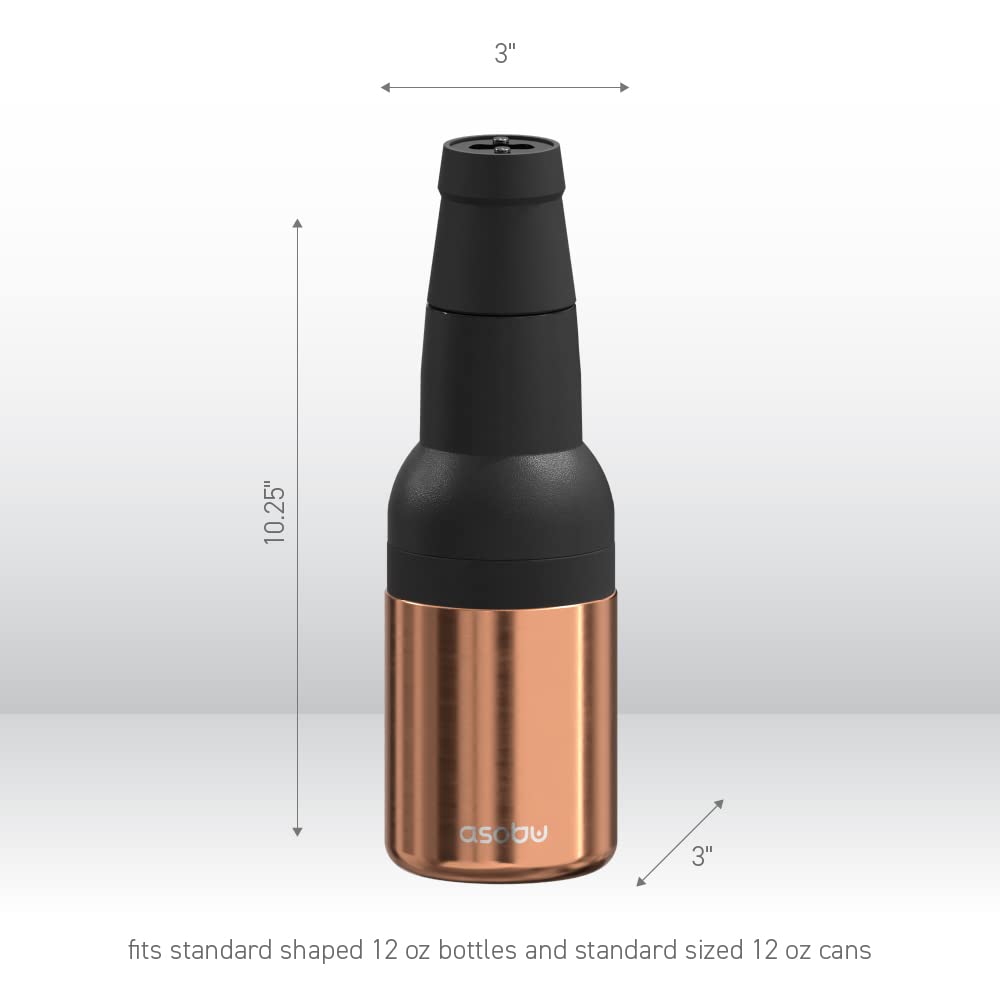 3"
10.25"
asobu
3"
fits standard shaped 12 oz bottles and standard sized 12 oz cans